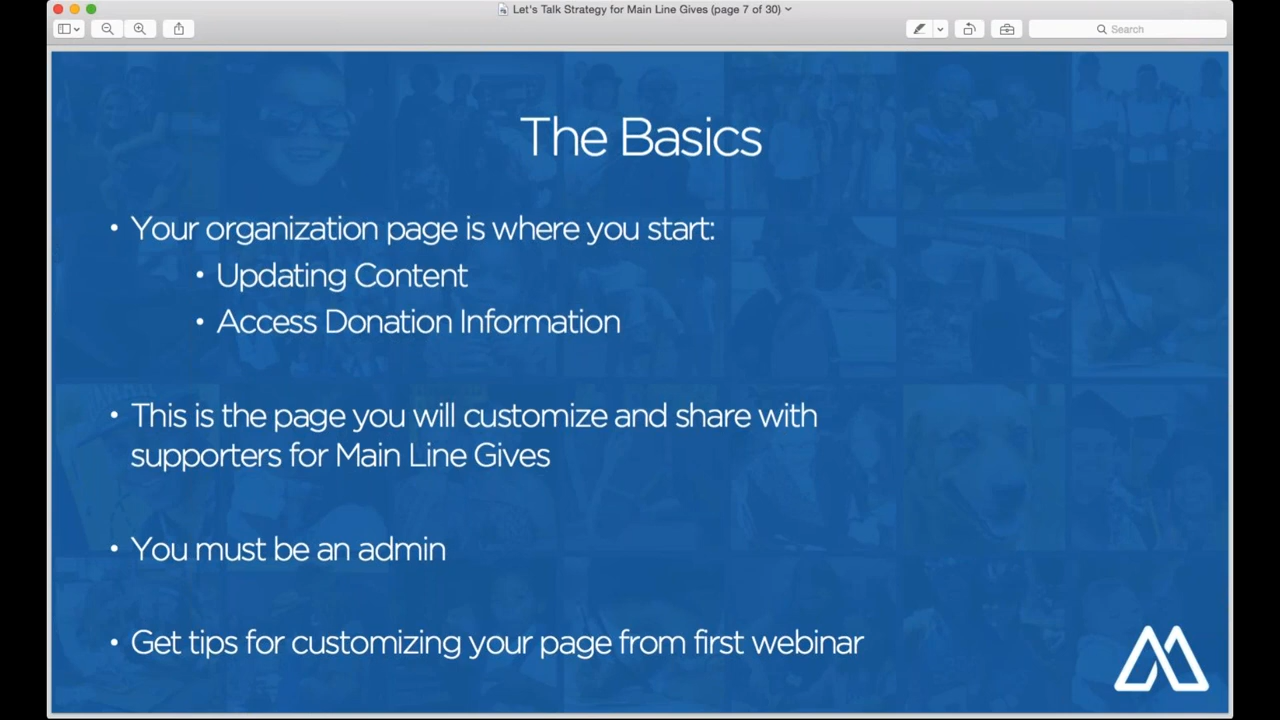 Let's Talk Strategy for Main Line Gives (page 7 of 30)
Search
The Basics
• Your organization page is where you start:
• Updating Content
• Access Donation Information
• This is the page you will customize and share with
supporters for Main Line Gives
• You must be an admin
• Get tips for customizing your page from first webinar